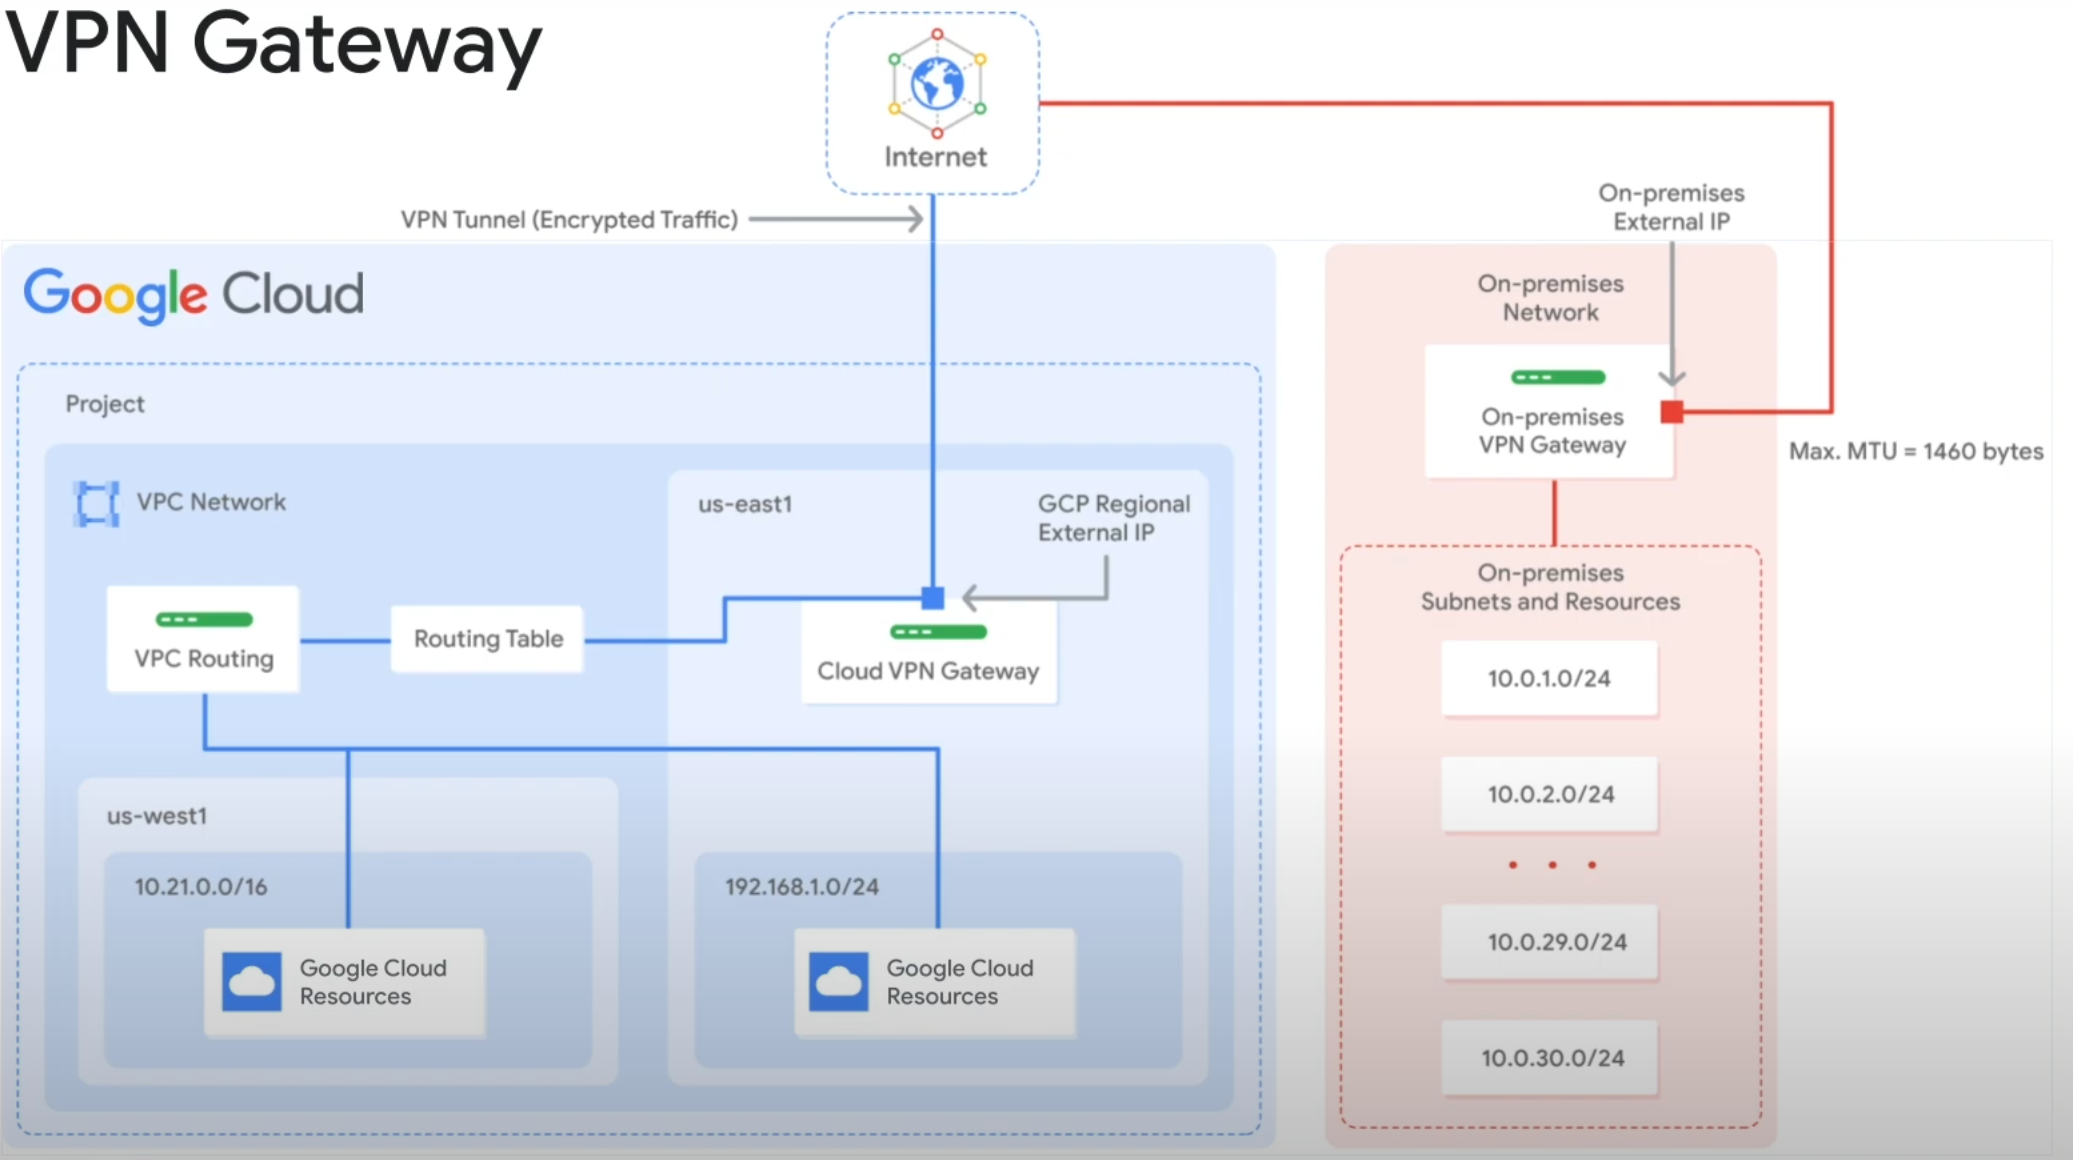 VPN Gateway
Internet
VPN Tunnel (Encrypted Traffic)
On-premises
External IP
Google Cloud
On-premises
Network
Project
On-premises
VPN Gateway
Max. MTU = 1460 bytes
VPC Network
us-east1
GCP Regional
External IP
VPC Routing
Routing Table
Cloud VPN Gateway
On-premises
Subnets and Resources
10.0.1.0/24
10.0.2.0/24
10.0.29.0/24
10.0.30.0/24
us-west1
10.21.0.0/16
Google Cloud
Resources
192.168.1.0/24
Google Cloud
Resources